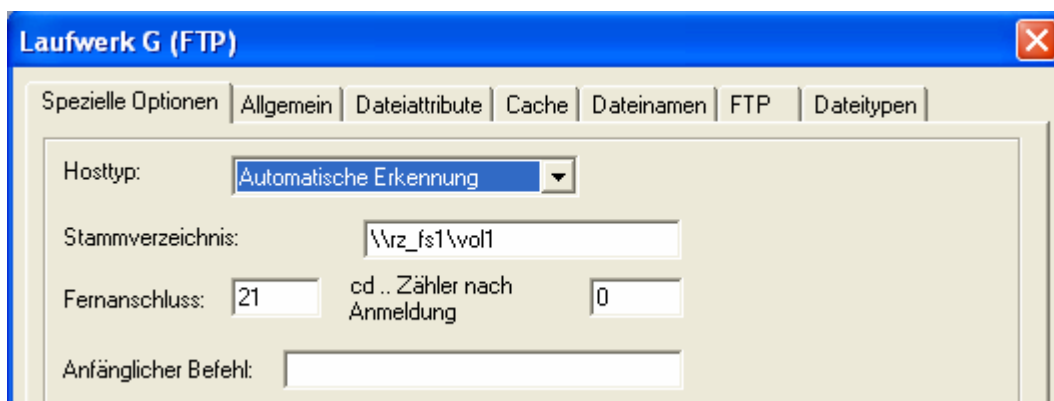 Laufwerk G (FTP)
Spezielle Optionen Allgemein Dateiattribute Cache Dateinamen FTP Dateitypen
Hosttyp: Automatische Erkennung
Stammverzeichnis: \\rz_fs1\vol1
Fernanschluss: 21 cd .. Zähler nach Anmeldung 0
Anfänglicher Befehl: